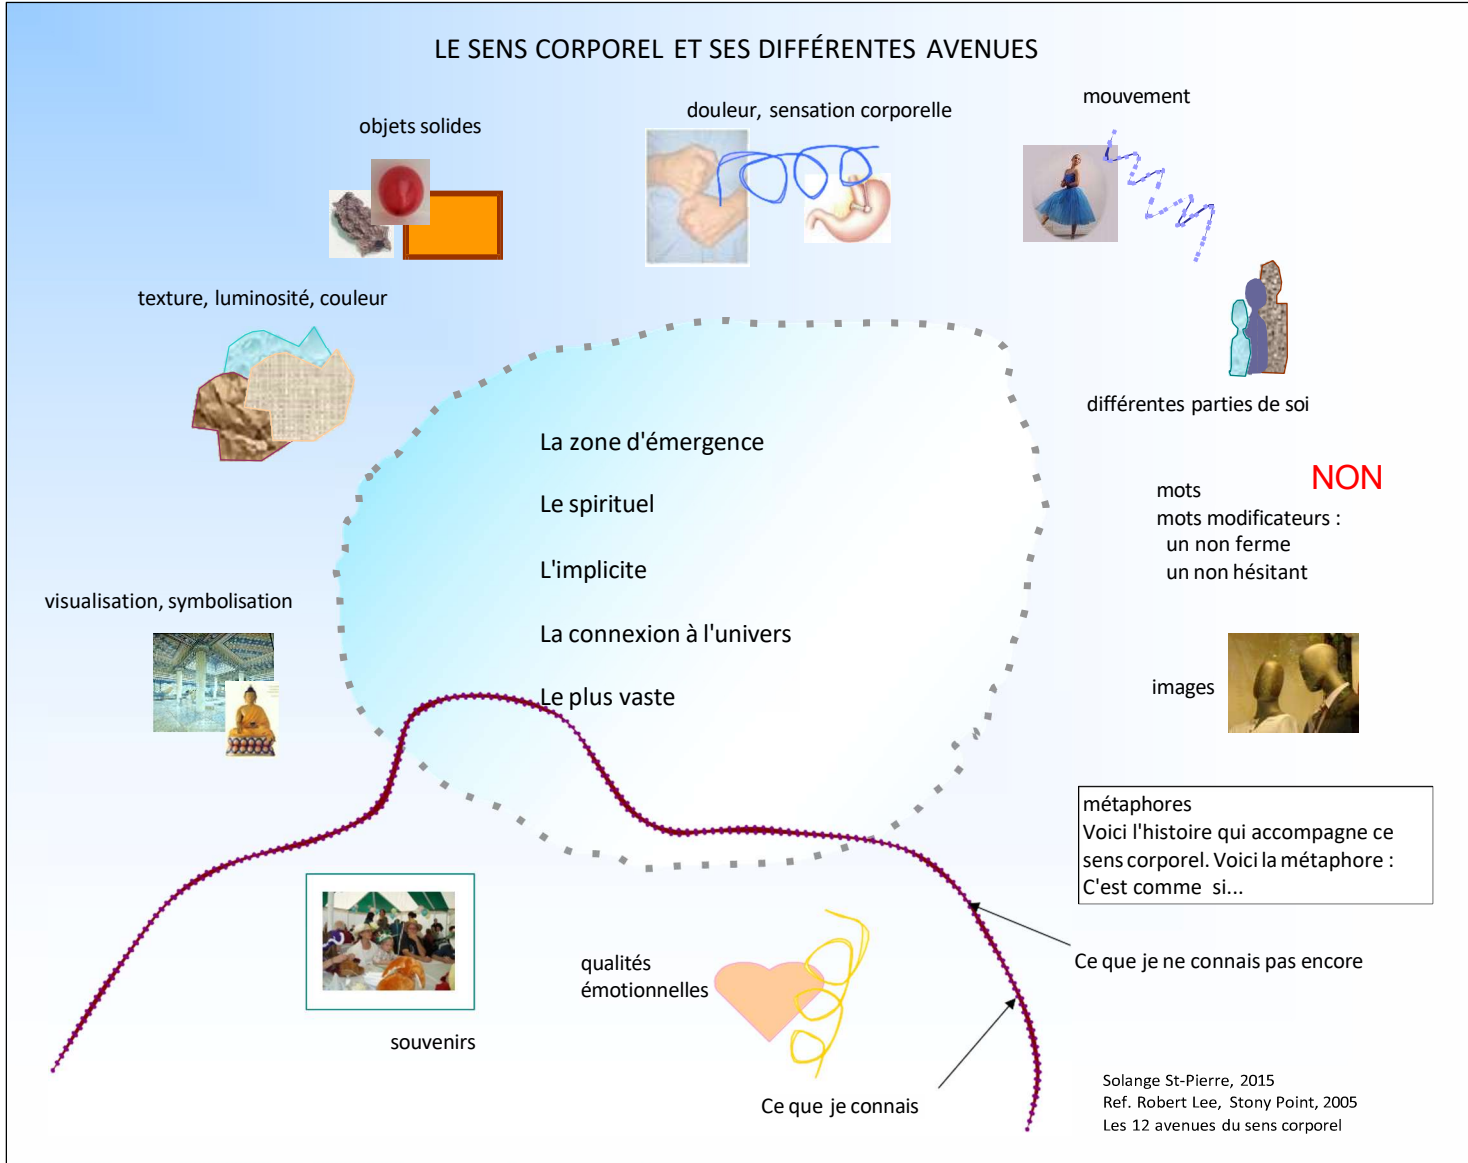 LE SENS CORPOREL ET SES DIFFÉRENTES AVENUES
mouvement
douleur, sensation corporelle
objets solides
texture, luminosité, couleur
différentes parties de soi
La zone d'émergence
NON
mots
mots modificateurs :
un non ferme
un non hésitant
Le spirituel
L'implicite
visualisation, symbolisation
La connexion à l'univers
images
Le plus vaste
métaphores
Voici l'histoire qui accompagne ce
sens corporel. Voici la métaphore :
C'est comme si...
Ce que je ne connais pas encore
qualités
émotionnelles
souvenirs
Ce que je connais
Solange St-Pierre, 2015
Ref. Robert Lee, Stony Point, 2005
Les 12 avenues du sens corporel